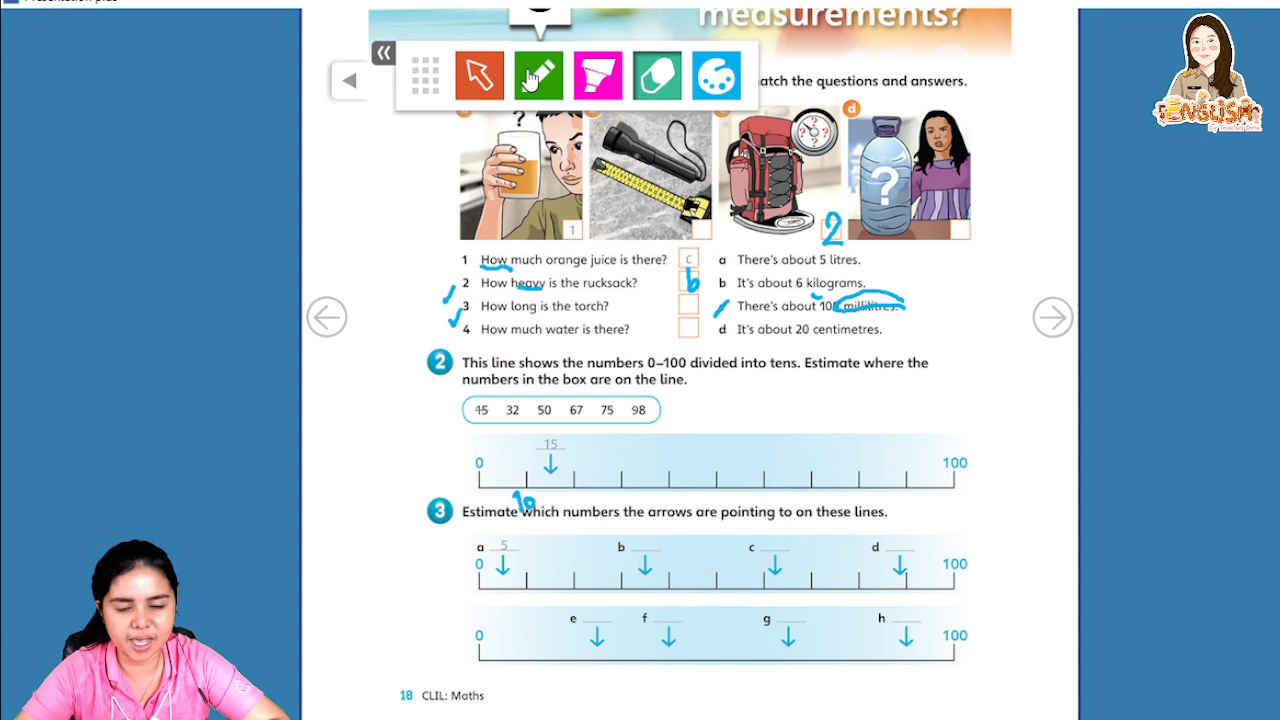 measurements?
atch the questions and answers.
ENGLISH
by Teacher Dew
d
?
?
1
2
1 How much orange juice is there? c
2 How heavy is the rucksack? b
3 How long is the torch?
4 How much water is there?
a There's about 5 litres.
b It's about 6 kilograms.
There's about 100 millilitres.
d It's about 20 centimetres.
2 This line shows the numbers 0–100 divided into tens. Estimate where the
numbers in the box are on the line.
15 32 50 67 75 98
15
0 100
10
3 Estimate which numbers the arrows are pointing to on these lines.
a 5 b c d
0 100
e f g h
0 100
18 CLIL: Maths